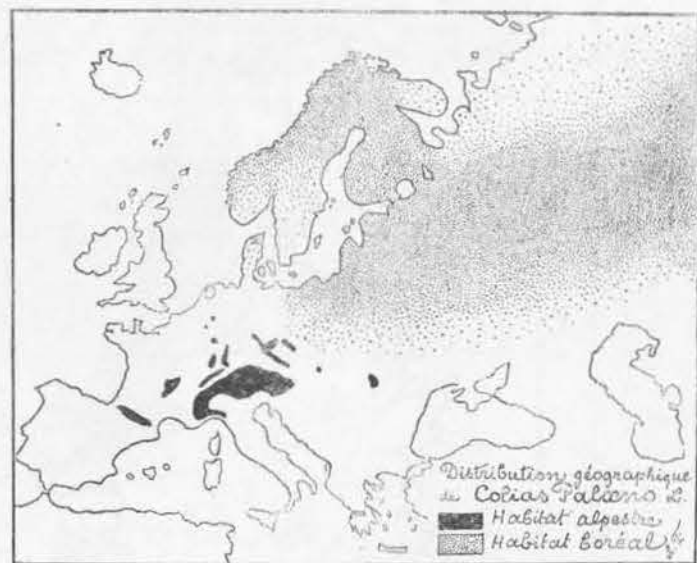 Distribution géographique
de Colias Palaeno L.
Habitat alpestre
Habitat boréal